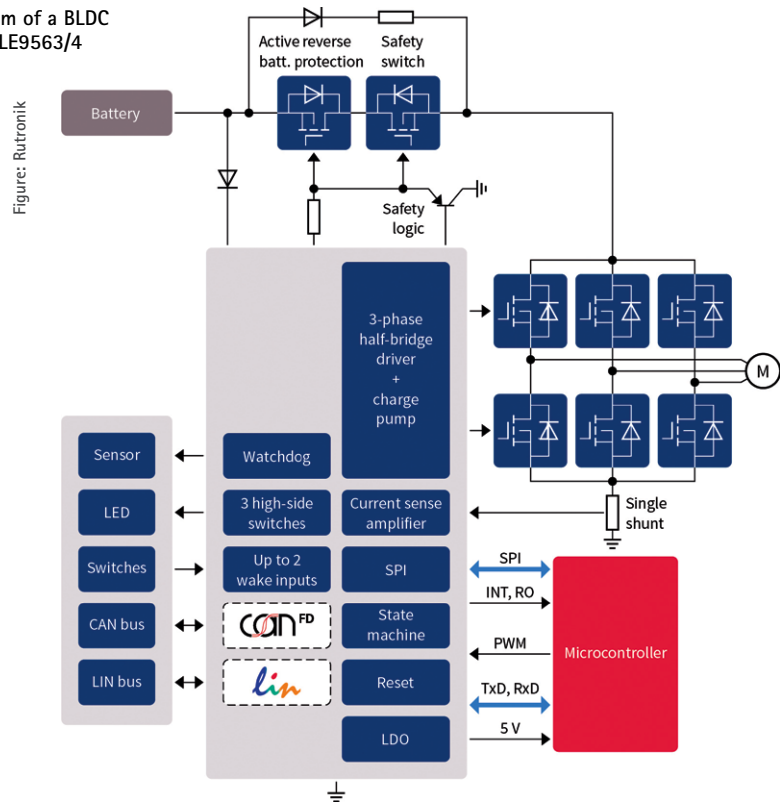 m of a BLDC
LE9563/4
Figure: Rutronik
Battery
Active reverse
batt. protection
Safety
switch
Safety
logic
3-phase
half-bridge
driver
+
charge
pump
M
Sensor
Watchdog
LED
3 high-side
switches
Current sense
amplifier
Single
shunt
Switches
Up to 2
wake inputs
SPI
SPI
INT, RO
CAN bus
CAN FD
State
machine
PWM
Microcontroller
LIN bus
lin
Reset
TxD, RxD
LDO
5 V